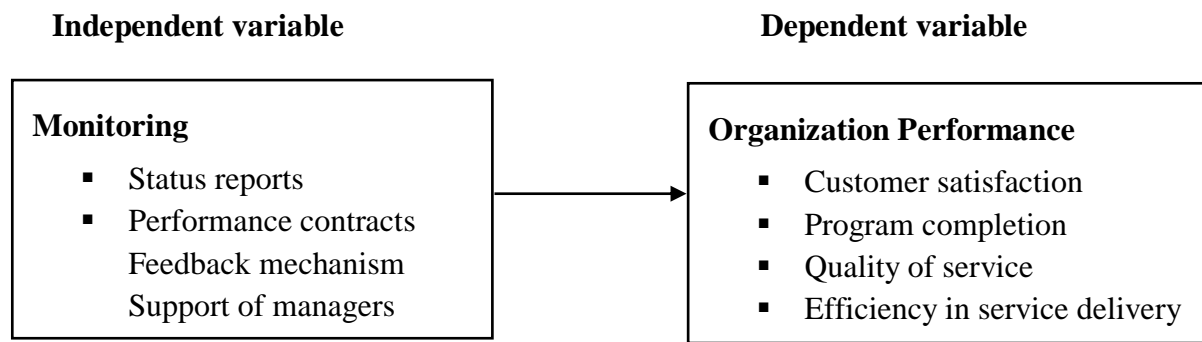 Independent variable
Dependent variable
Monitoring
▪ Status reports
▪ Performance contracts
Feedback mechanism
Support of managers
Organization Performance
▪ Customer satisfaction
▪ Program completion
▪ Quality of service
▪ Efficiency in service delivery